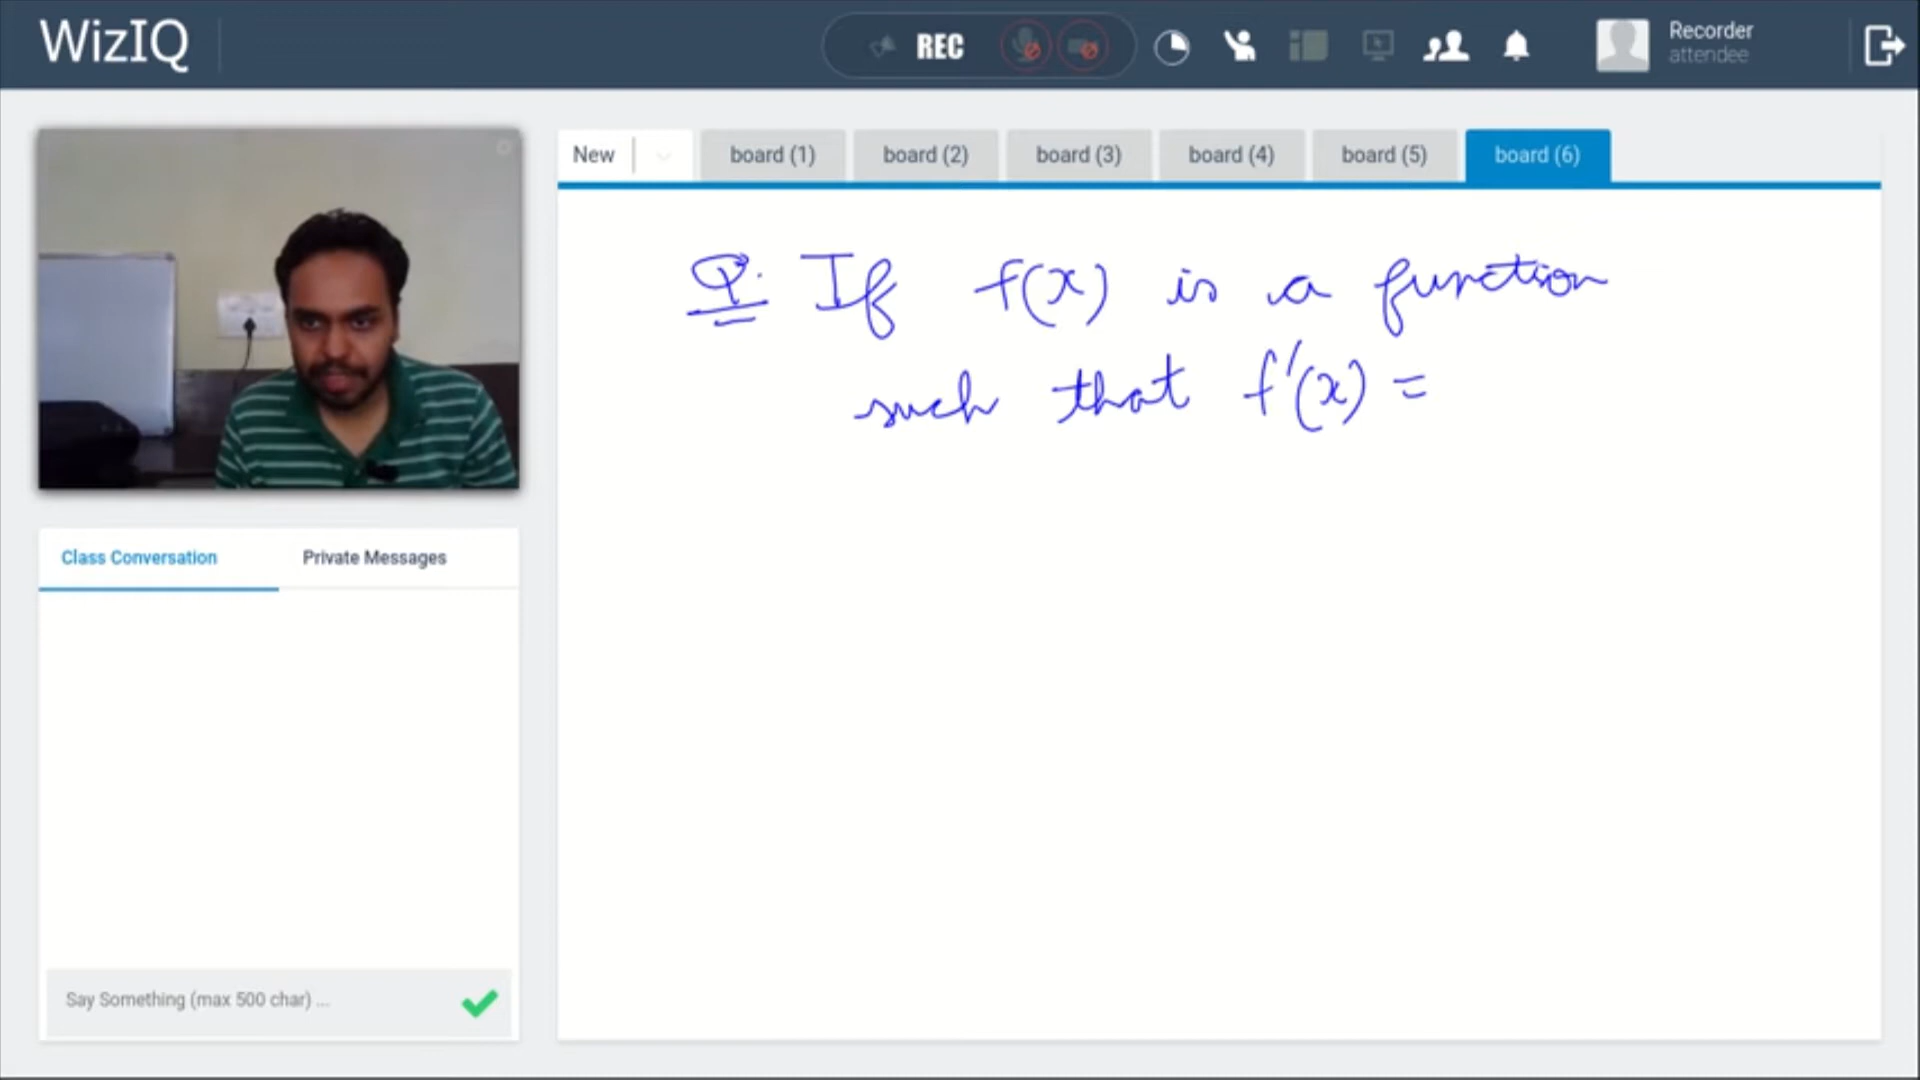 WizIQ
REC
Recorder
attendee
New
board (1)
board (2)
board (3)
board (4)
board (5)
board (6)
Q. If f(x) is a function
such that f'(x) =
Class Conversation
Private Messages
Say Something (max 500 char) ...